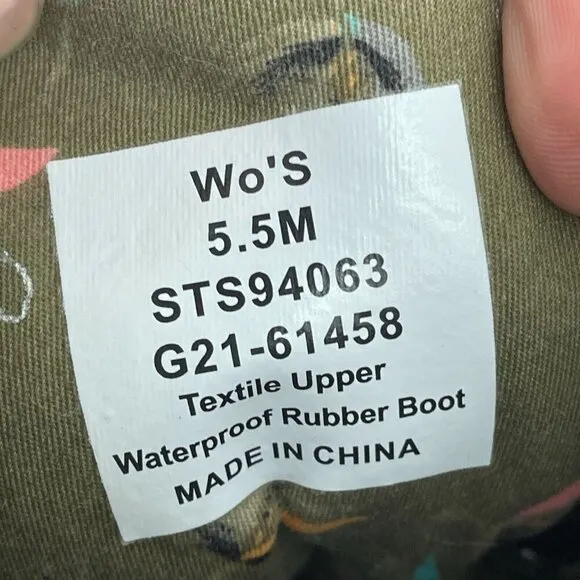 Wo'S
5.5M
STS94063
G21-61458
Textile Upper
Waterproof Rubber Boot
MADE IN CHINA